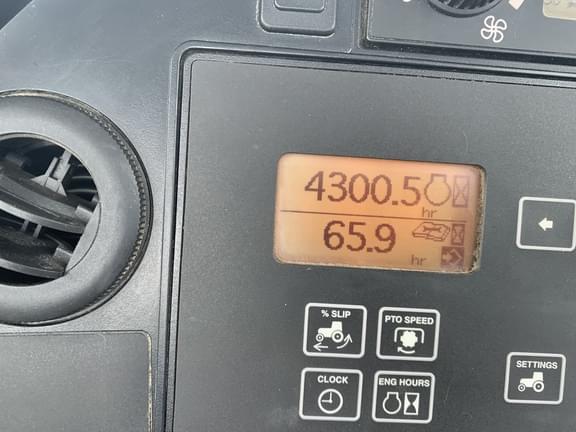 4300.5
hr
65.9
hr
% SLIP
PTO SPEED
CLOCK
ENG HOURS
SETTINGS